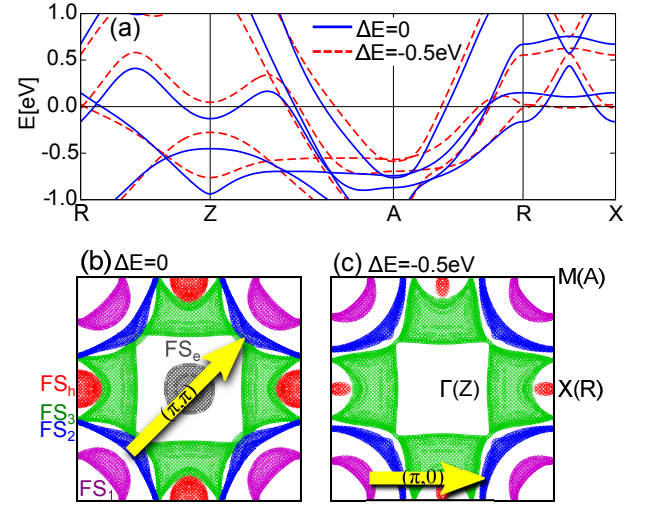 1.0
(a)
ΔE=0
ΔE=-0.5eV
0.5
E[eV]
0.0
-0.5
-1.0
R
Z
A
R
X
(b) ΔE=0
(c) ΔE=-0.5eV
M(A)
FSe
(π,π)
Γ(Z)
X(R)
FSh
FS3
FS2
FS1
(π,0)